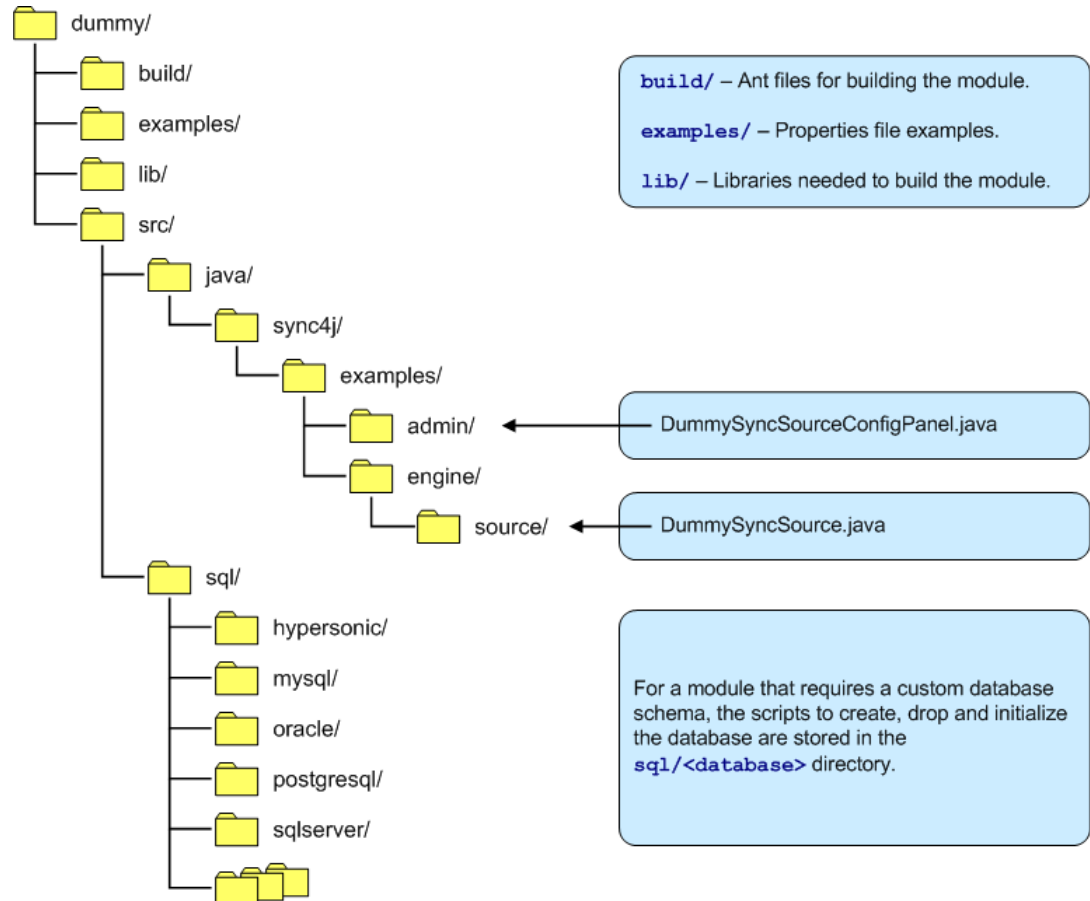 dummy/
build/
examples/
lib/
src/
java/
sync4j/
examples/
admin/
engine/
source/
sql/
hypersonic/
mysql/
oracle/
postgresql/
sqlserver/
build/ – Ant files for building the module.
examples/ – Properties file examples.
lib/ – Libraries needed to build the module.
DummySyncSourceConfigPanel.java
DummySyncSource.java
For a module that requires a custom database
schema, the scripts to create, drop and initialize
the database are stored in the
sql/<database> directory.